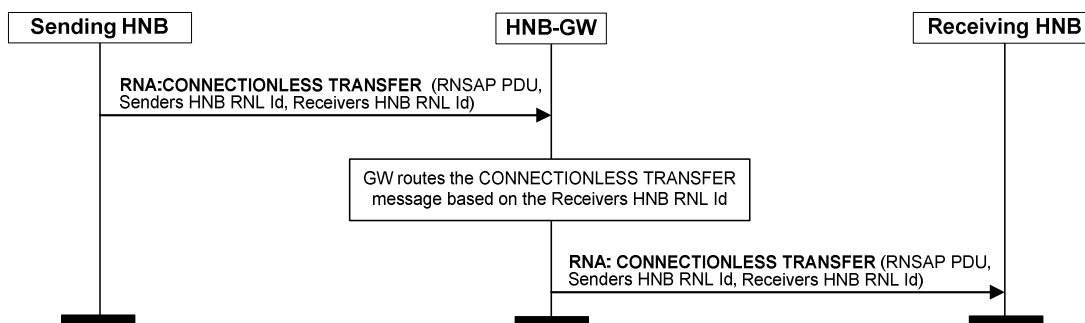 Sending HNB
HNB-GW
Receiving HNB
RNA:CONNECTIONLESS TRANSFER (RNSAP PDU,
Senders HNB RNL Id, Receivers HNB RNL Id)
GW routes the CONNECTIONLESS TRANSFER
message based on the Receivers HNB RNL Id
RNA: CONNECTIONLESS TRANSFER (RNSAP PDU,
Senders HNB RNL Id, Receivers HNB RNL Id)